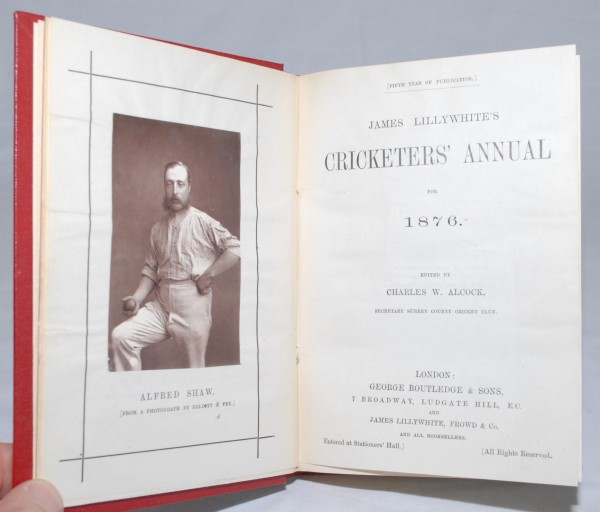 ALFRED SHAW,
[FROM A PHOTOGRAPH BY ELLIOTT & FRY.]
[FIFTH YEAR OF PUBLICATION.]
JAMES LILLYWHITE'S
CRICKETERS' ANNUAL
FOR
1876.
EDITED BY
CHARLES W. ALCOCK,
SECRETARY SURREY COUNTY CRICKET CLUB.
LONDON:
GEORGE ROUTLEDGE & SONS,
7 BROADWAY, LUDGATE HILL, E.C.
AND
JAMES LILLYWHITE, FROWD & Co.
AND ALL BOOKSELLERS.
Entered at Stationers' Hall.] [All Rights Reserved.